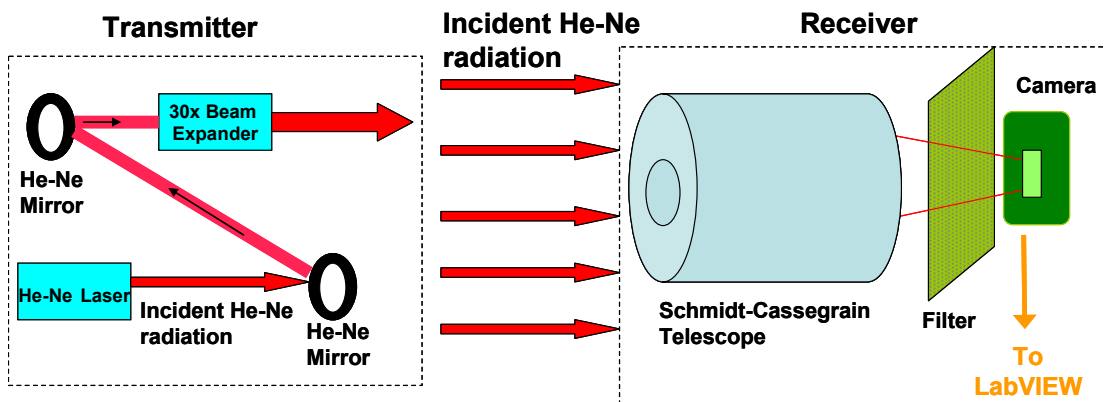 Transmitter
30x Beam
Expander
He-Ne
Mirror
He-Ne Laser
Incident He-Ne
radiation
He-Ne
Mirror
Incident He-Ne
radiation
Receiver
Camera
Schmidt-Cassegrain
Telescope
Filter
To
LabVIEW